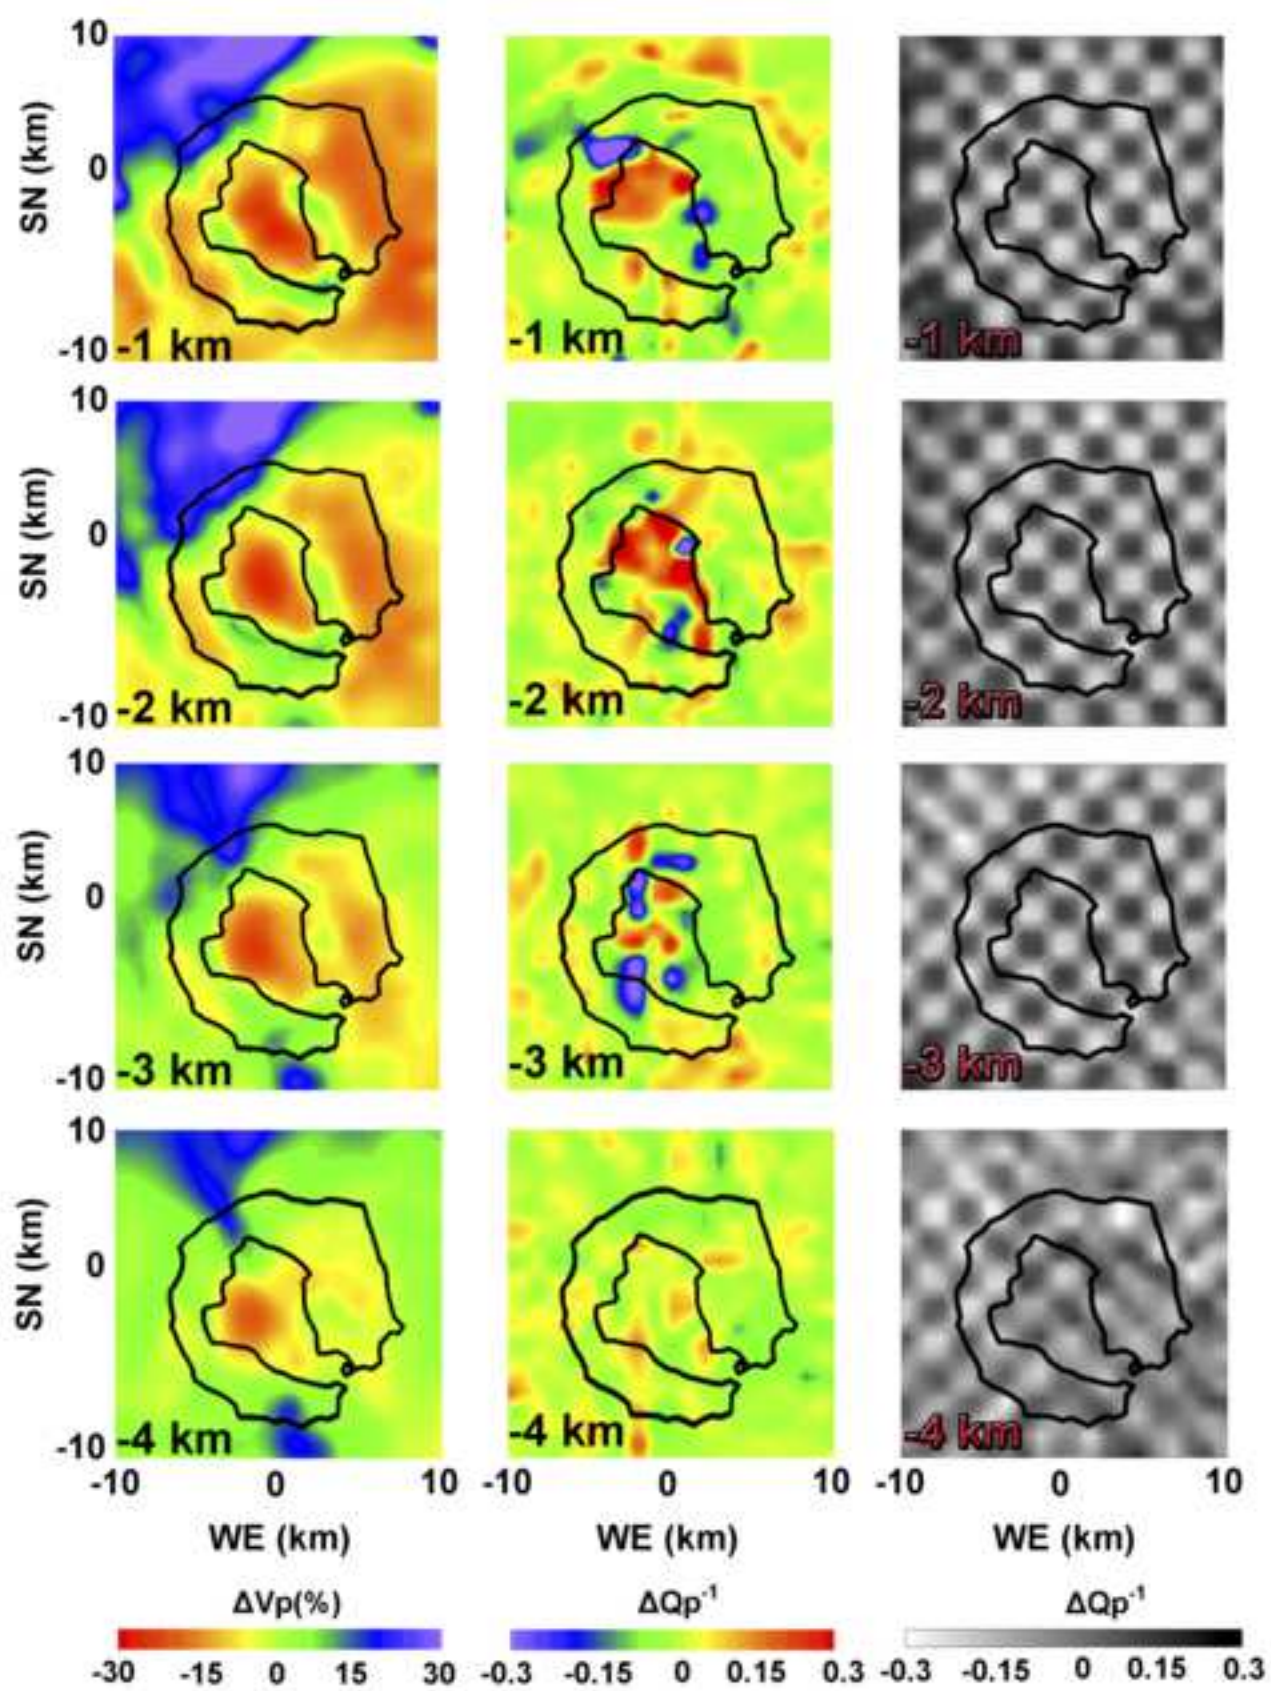 10
SN (km)
0
-10
-1 km
-1 km
-1 km
10
SN (km)
0
-10
-2 km
-2 km
-2 km
10
SN (km)
0
-10
-3 km
-3 km
-3 km
10
SN (km)
0
-10
-4 km
-4 km
-4 km
-10 0 10 -10 0 10 -10 0 10
WE (km) WE (km) WE (km)
ΔVp(%) ΔQp⁻¹ ΔQp⁻¹
-30 -15 0 15 30 -0.3 -0.15 0 0.15 0.3 -0.3 -0.15 0 0.15 0.3